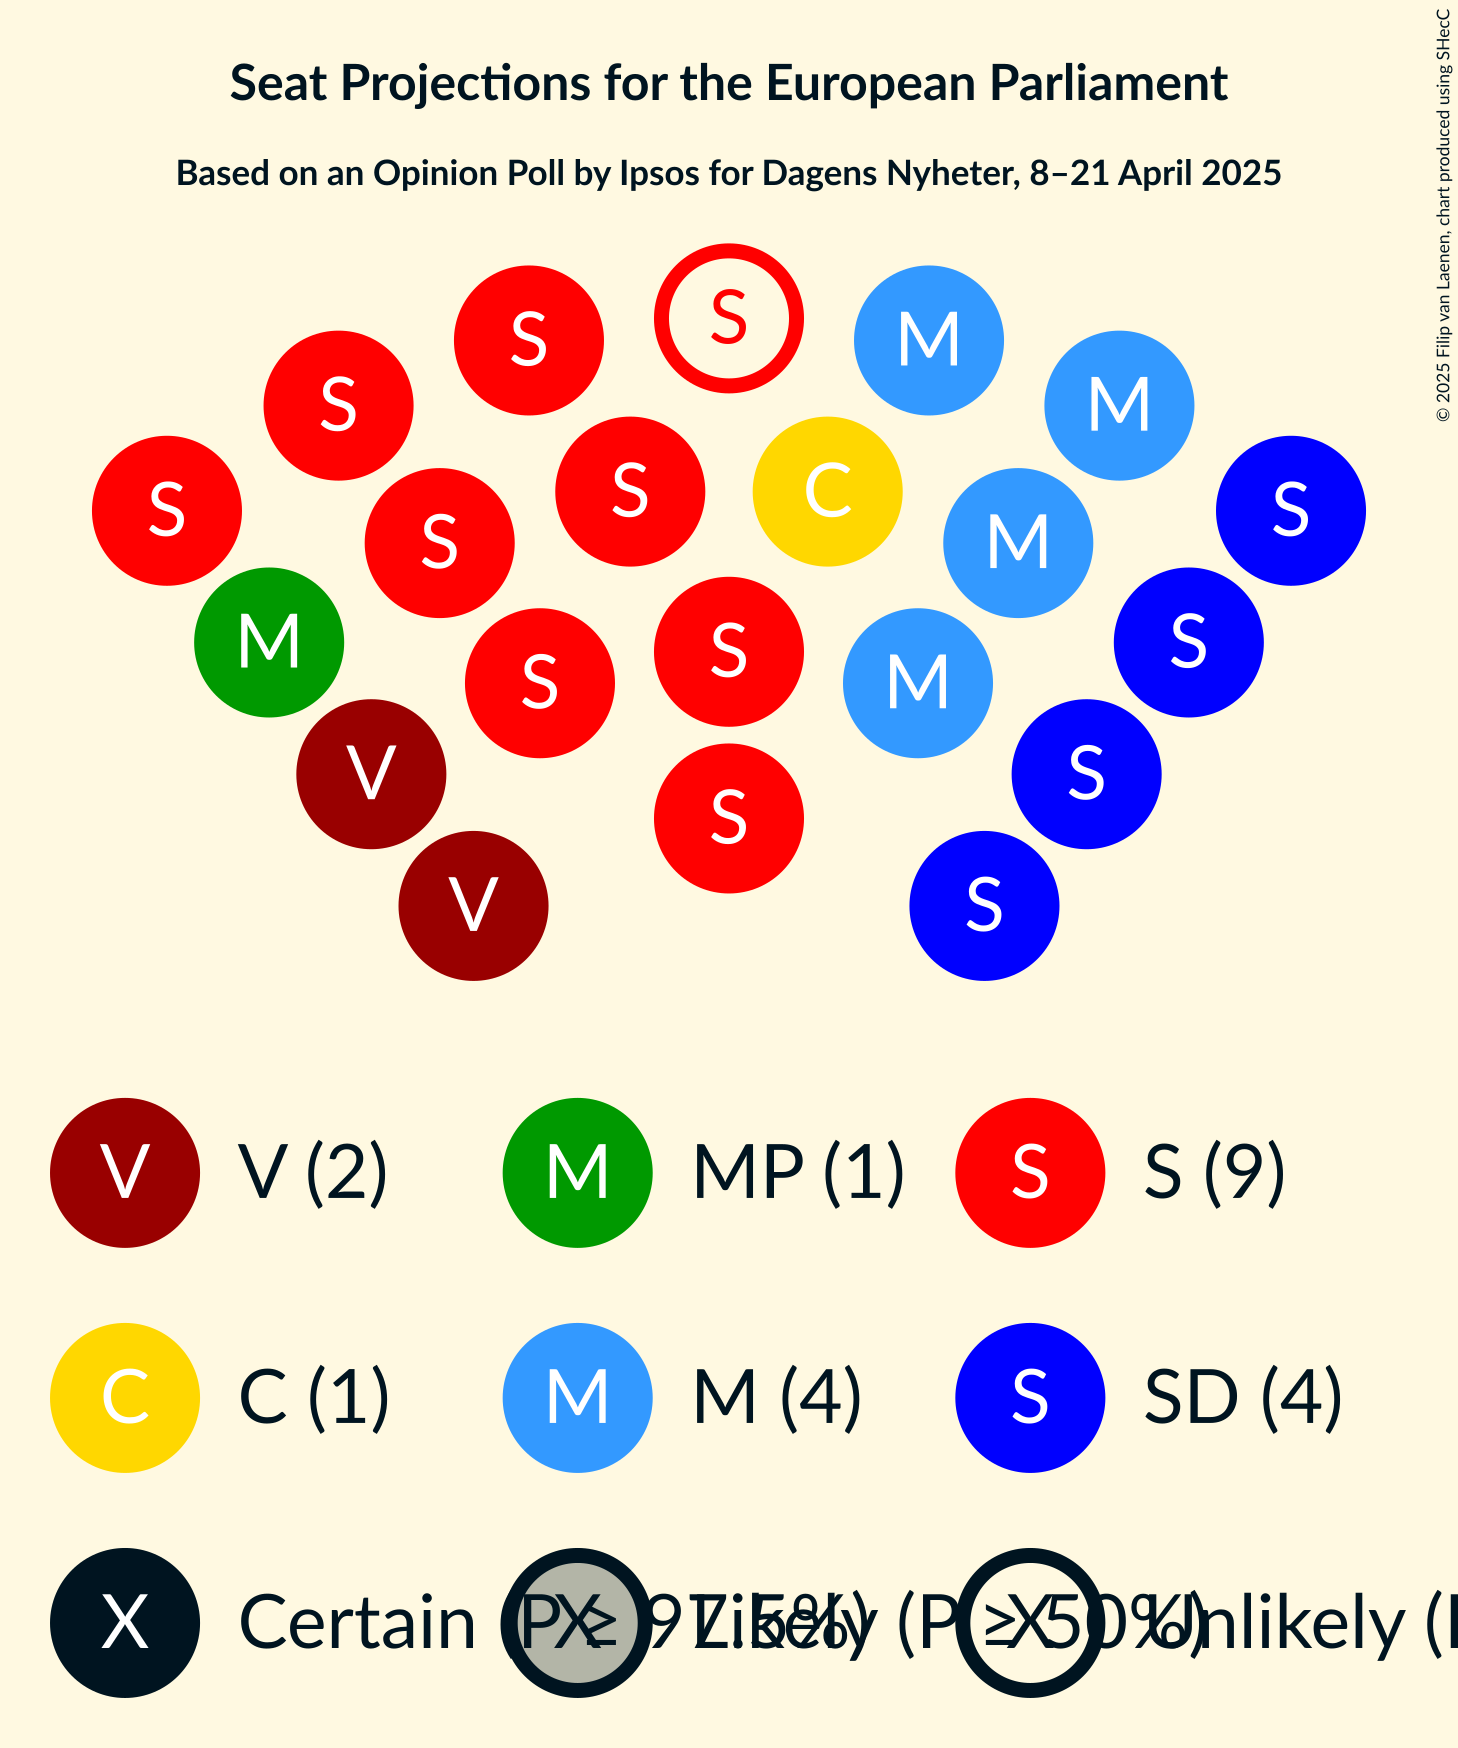 Seat Projections for the European Parliament
Based on an Opinion Poll by Ipsos for Dagens Nyheter, 8–21 April 2025
© 2025 Filip van Laenen, chart produced using SHecC
S
S M
S M
S S
S C
S M
M S
S
S M
V S
S
V S
V V (2) M MP (1) S S (9)
C C (1) M M (4) S SD (4)
X Certain (P ≥ 97.5%) X Likely (P ≥ 50%) X Unlikely (